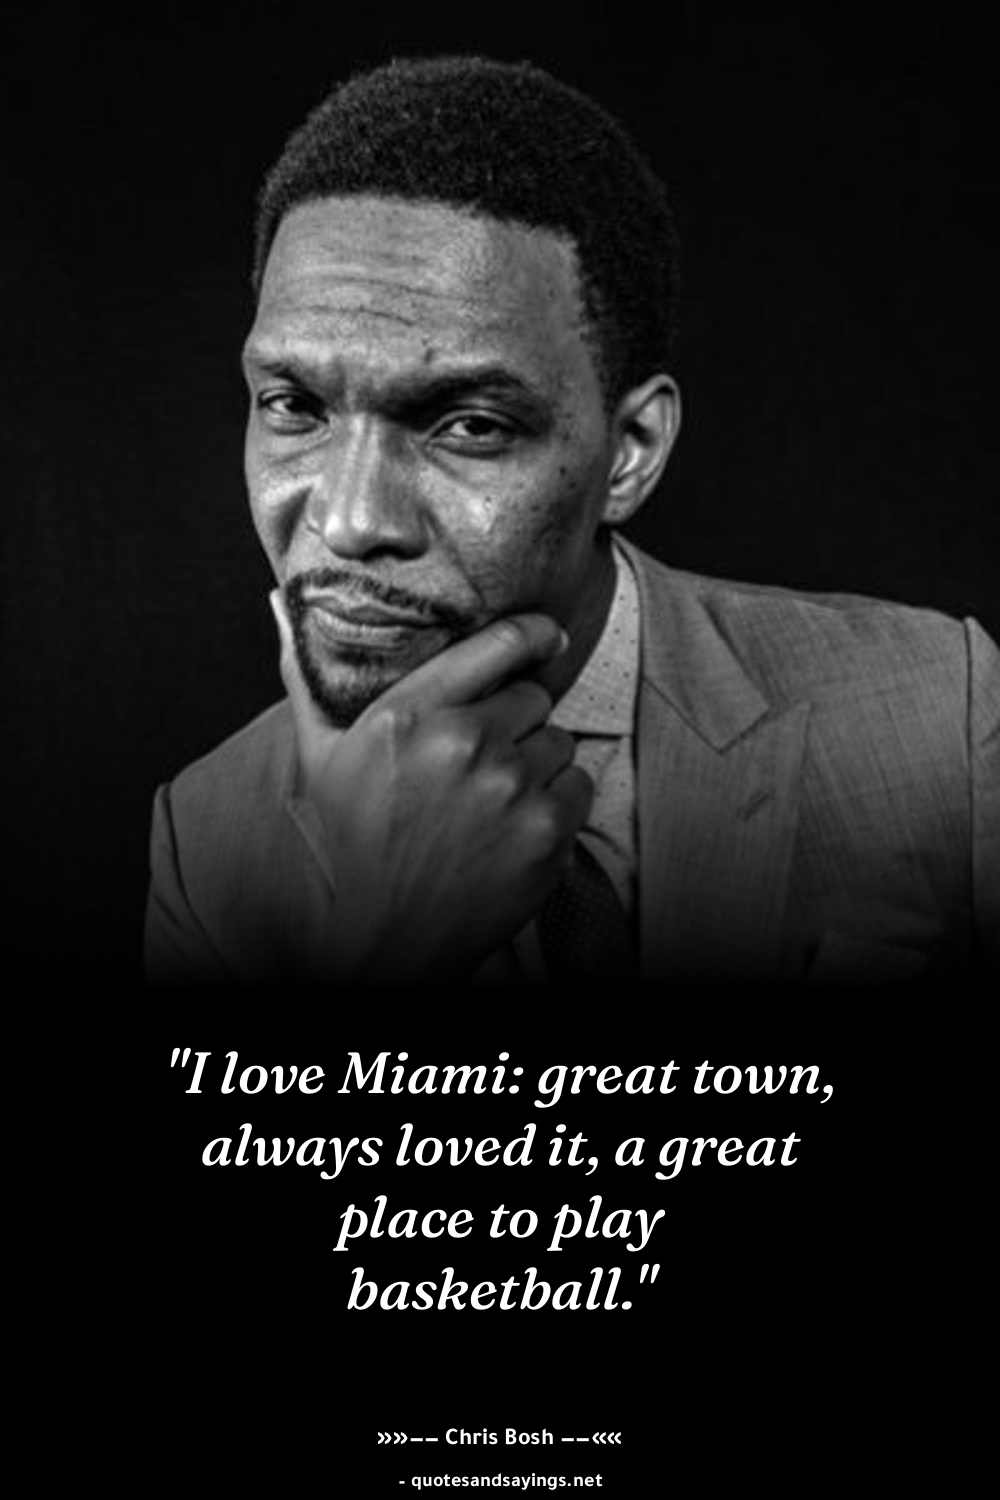 "I love Miami: great town,
always loved it, a great
place to play
basketball."
»»–– Chris Bosh ––««
- quotesandsayings.net